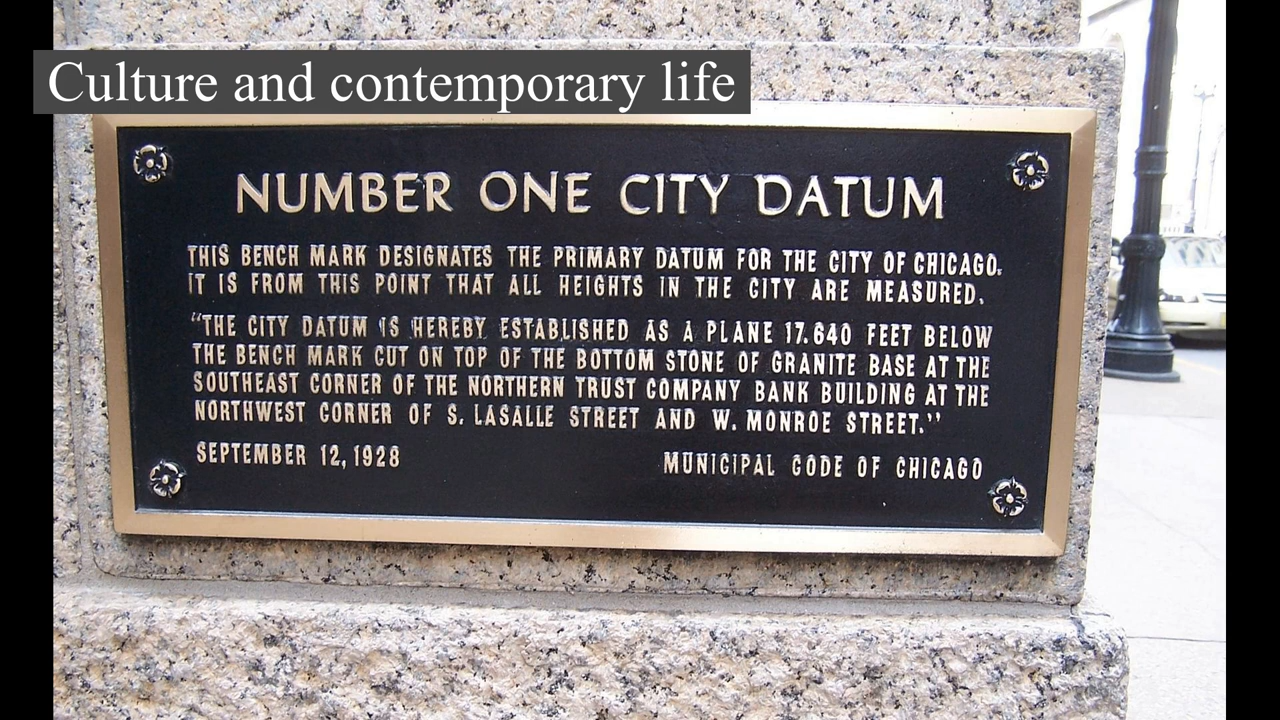 Culture and contemporary life
NUMBER ONE CITY DATUM
THIS BENCH MARK DESIGNATES THE PRIMARY DATUM FOR THE CITY OF CHICAGO.
IT IS FROM THIS POINT THAT ALL HEIGHTS IN THE CITY ARE MEASURED.
"THE CITY DATUM IS HEREBY ESTABLISHED AS A PLANE 17.640 FEET BELOW
THE BENCH MARK CUT ON TOP OF THE BOTTOM STONE OF GRANITE BASE AT THE
SOUTHEAST CORNER OF THE NORTHERN TRUST COMPANY BANK BUILDING AT THE
NORTHWEST CORNER OF S. LASALLE STREET AND W. MONROE STREET."
SEPTEMBER 12, 1928 MUNICIPAL CODE OF CHICAGO